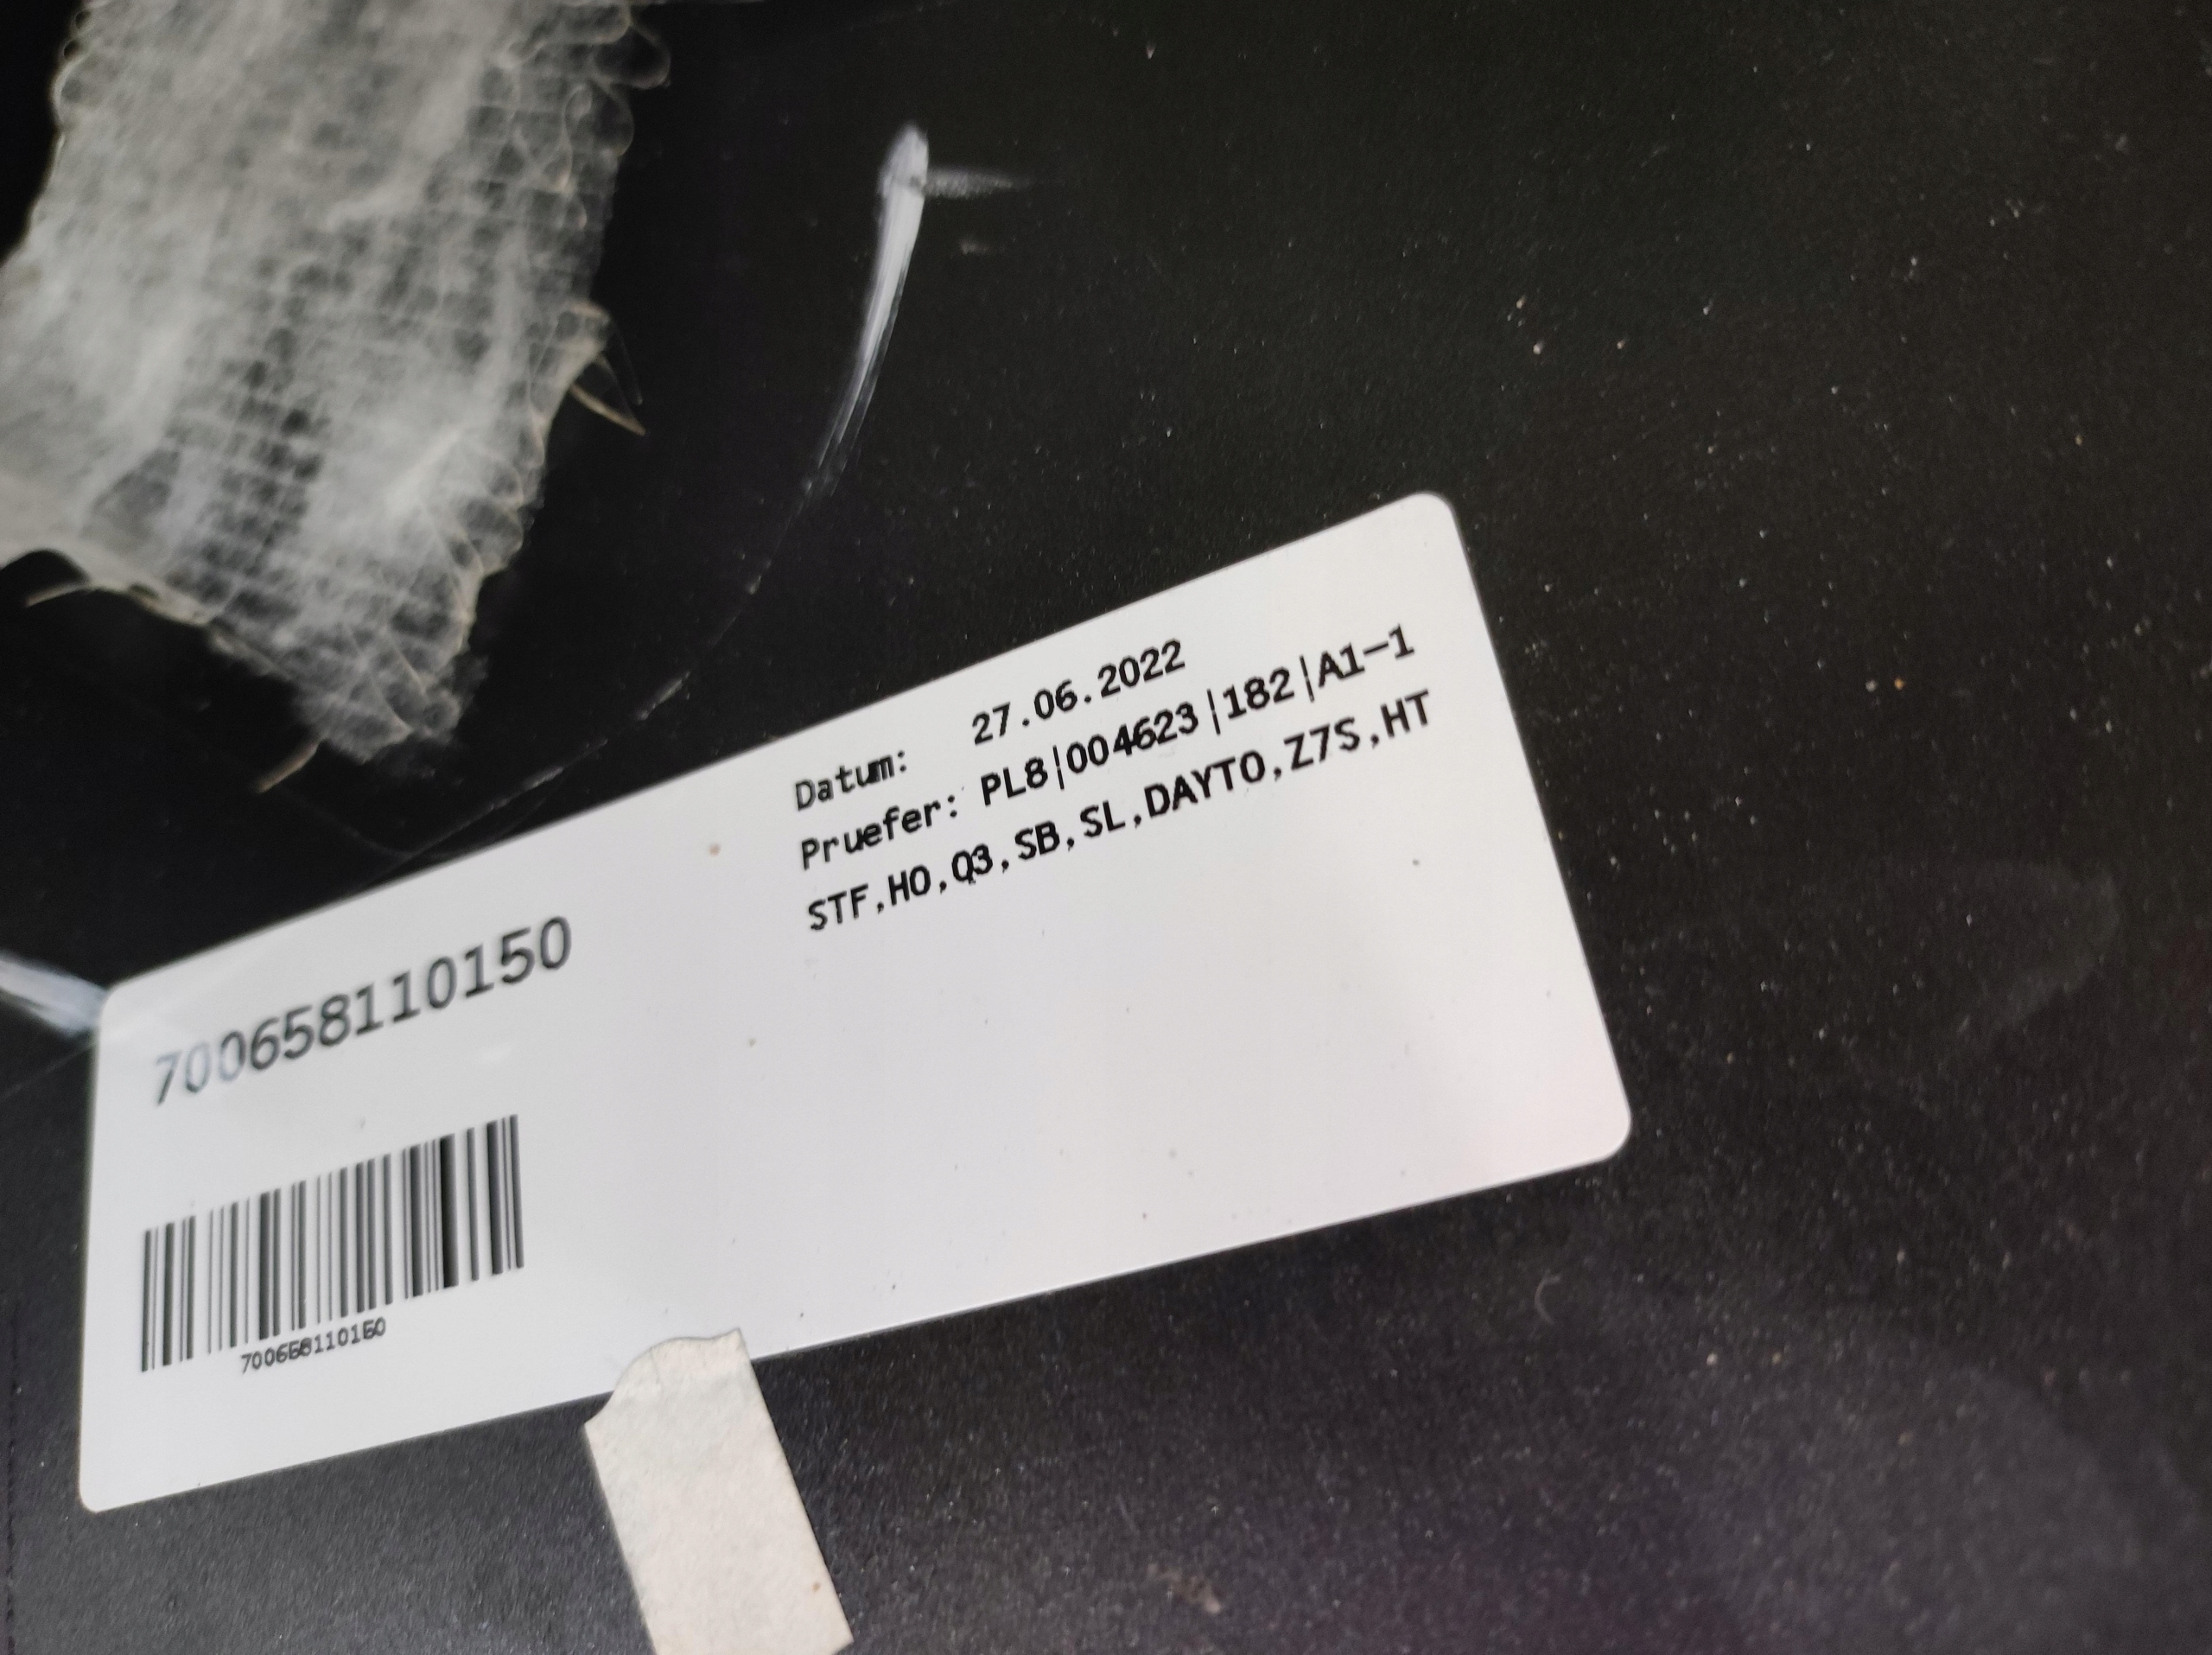 Datum: 27.06.2022
Pruefer: PL8|004623|182|A1-1
STF,HO,Q3,SB,SL,DAYTO,Z7S,HT
700658110150
700658110150